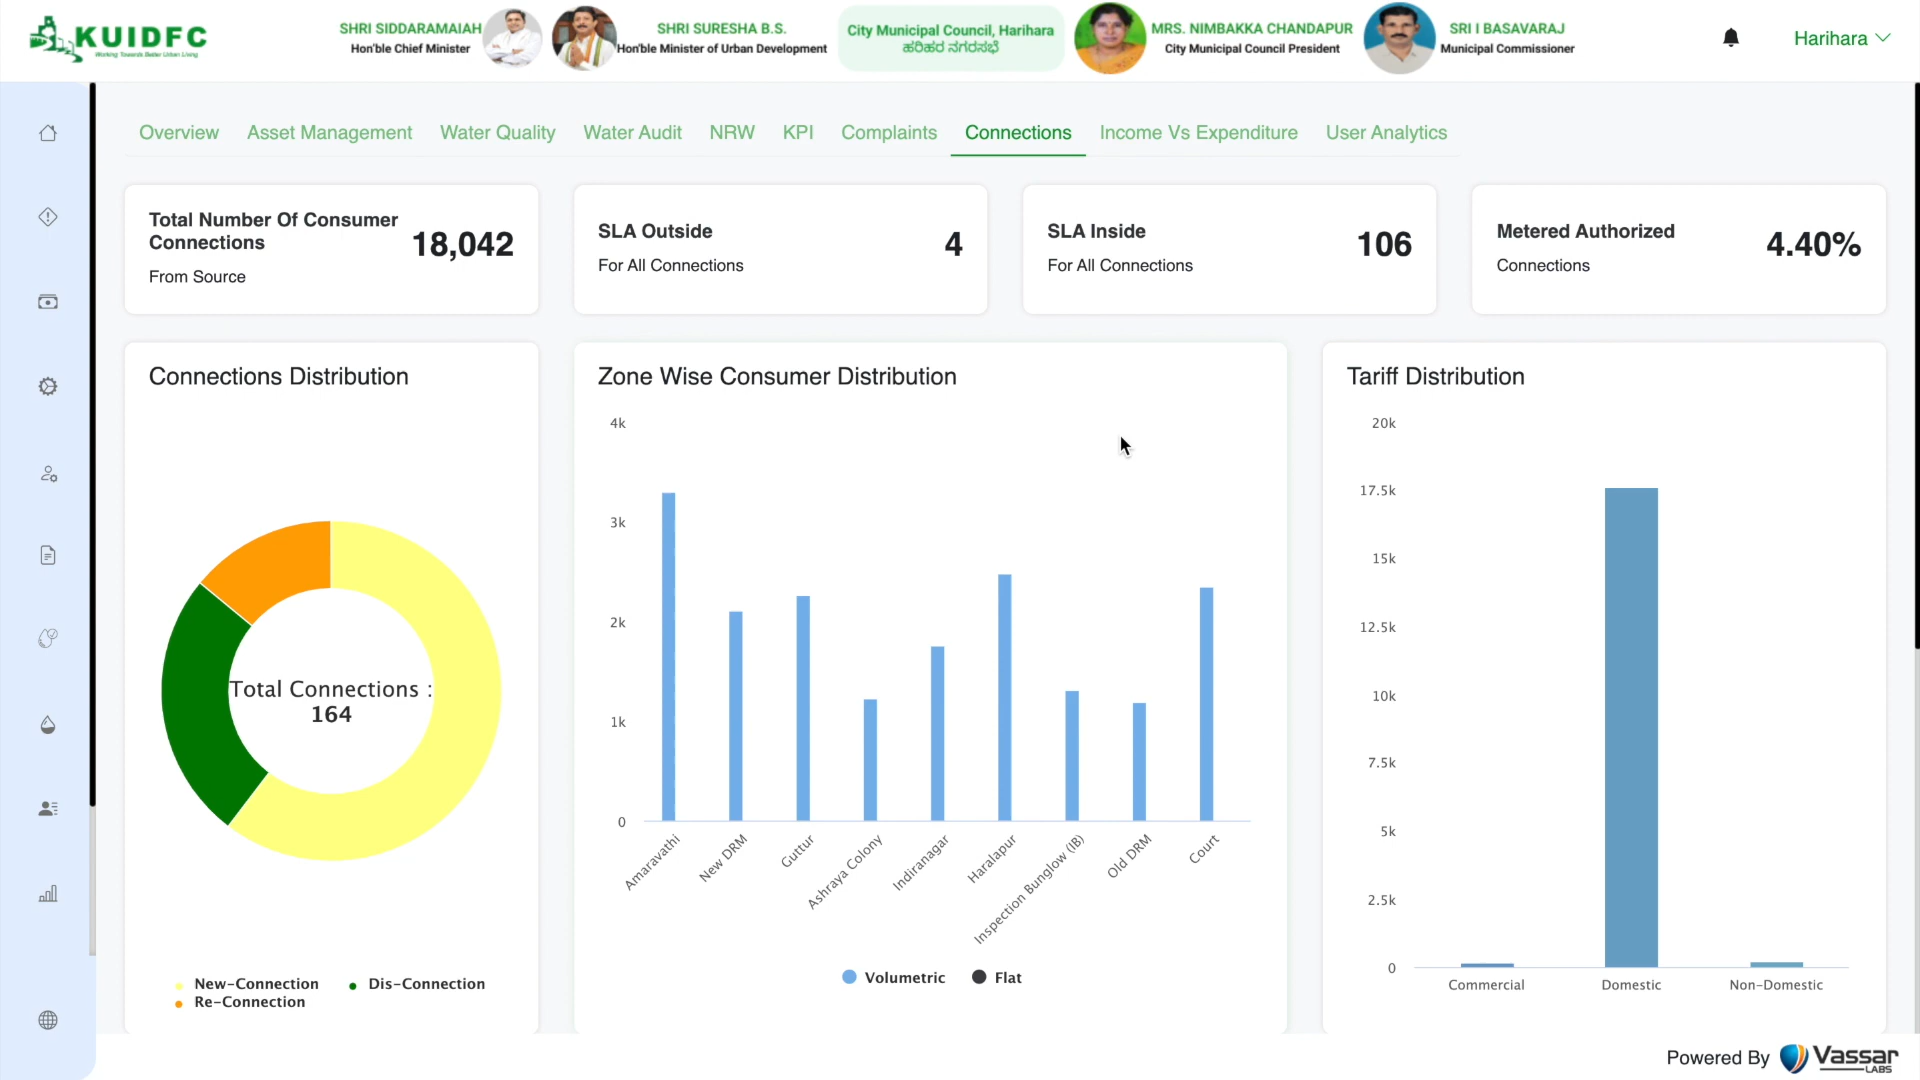 KUIDFC
Working Towards Better Urban Living
SHRI SIDDARAMAIAH
Hon'ble Chief Minister
SHRI SURESHA B.S.
Hon'ble Minister of Urban Development
City Municipal Council, Harihara
ಹರಿಹರ ನಗರಸಭೆ
MRS. NIMBAKKA CHANDAPUR
City Municipal Council President
SRI I BASAVARAJ
Municipal Commissioner
Harihara
Overview Asset Management Water Quality Water Audit NRW KPI Complaints Connections Income Vs Expenditure User Analytics
Total Number Of Consumer
Connections
From Source
18,042
SLA Outside
For All Connections
4
SLA Inside
For All Connections
106
Metered Authorized
Connections
4.40%
Connections Distribution
Total Connections :
164
New-Connection
Dis-Connection
Re-Connection
Zone Wise Consumer Distribution
4k
3k
2k
1k
0
Amaravathi
New DRM
Guttur
Ashraya Colony
Indiranagar
Haralapur
Inspection Bunglow (IB)
Old DRM
Court
Volumetric
Flat
Tariff Distribution
20k
17.5k
15k
12.5k
10k
7.5k
5k
2.5k
0
Commercial
Domestic
Non-Domestic
Powered By Vassar
LABS